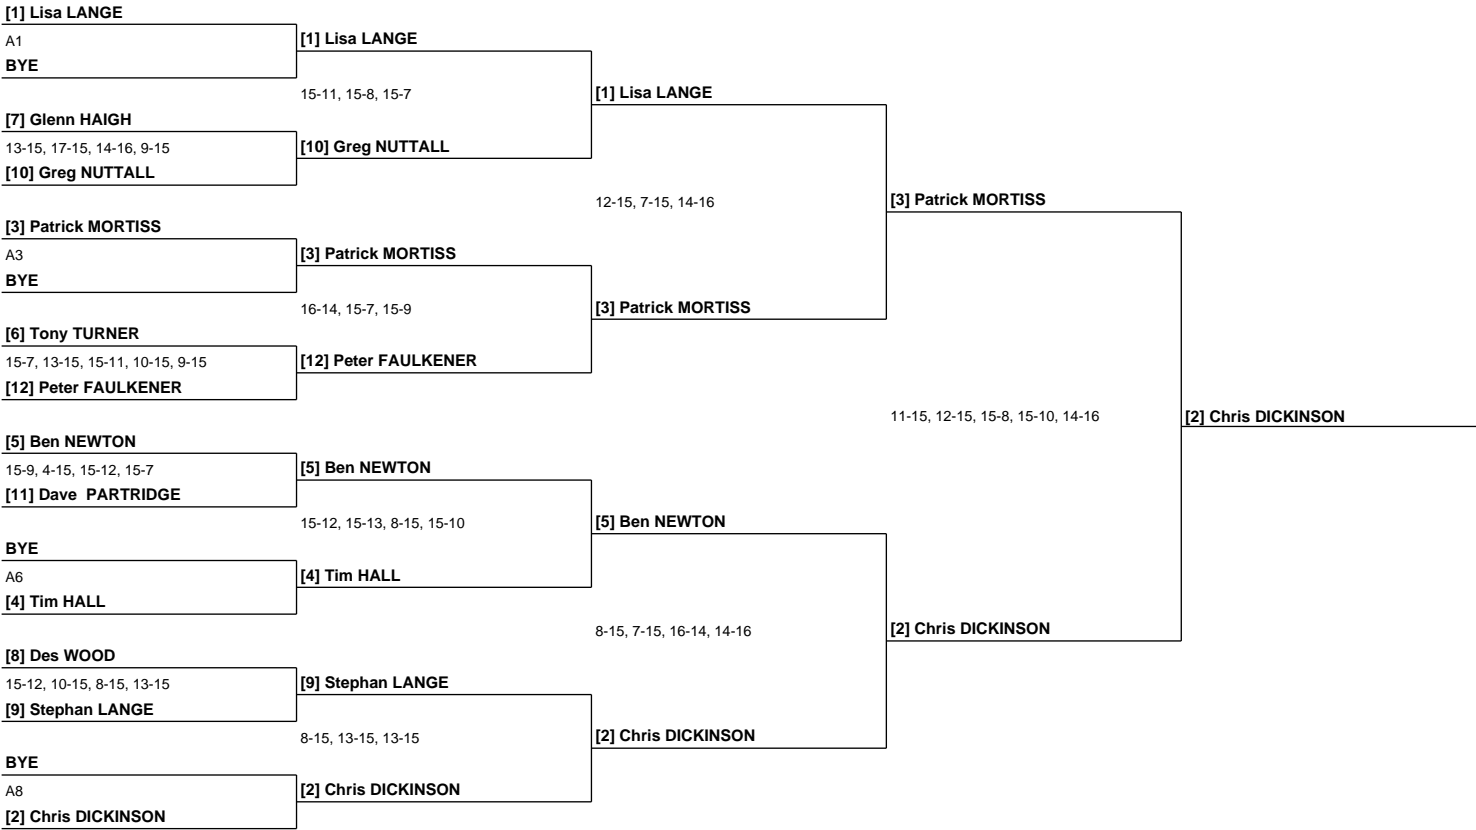 [1] Lisa LANGE
A1
BYE
[7] Glenn HAIGH
13-15, 17-15, 14-16, 9-15
[10] Greg NUTTALL
[3] Patrick MORTISS
A3
BYE
[6] Tony TURNER
15-7, 13-15, 15-11, 10-15, 9-15
[12] Peter FAULKENER
[5] Ben NEWTON
15-9, 4-15, 15-12, 15-7
[11] Dave  PARTRIDGE
BYE
A6
[4] Tim HALL
[8] Des WOOD
15-12, 10-15, 8-15, 13-15
[9] Stephan LANGE
BYE
A8
[2] Chris DICKINSON
[1] Lisa LANGE
15-11, 15-8, 15-7
[10] Greg NUTTALL
[3] Patrick MORTISS
16-14, 15-7, 15-9
[12] Peter FAULKENER
[5] Ben NEWTON
15-12, 15-13, 8-15, 15-10
[4] Tim HALL
[9] Stephan LANGE
8-15, 13-15, 13-15
[2] Chris DICKINSON
[1] Lisa LANGE
12-15, 7-15, 14-16
[3] Patrick MORTISS
[5] Ben NEWTON
8-15, 7-15, 16-14, 14-16
[2] Chris DICKINSON
[3] Patrick MORTISS
11-15, 12-15, 15-8, 15-10, 14-16
[2] Chris DICKINSON
[2] Chris DICKINSON